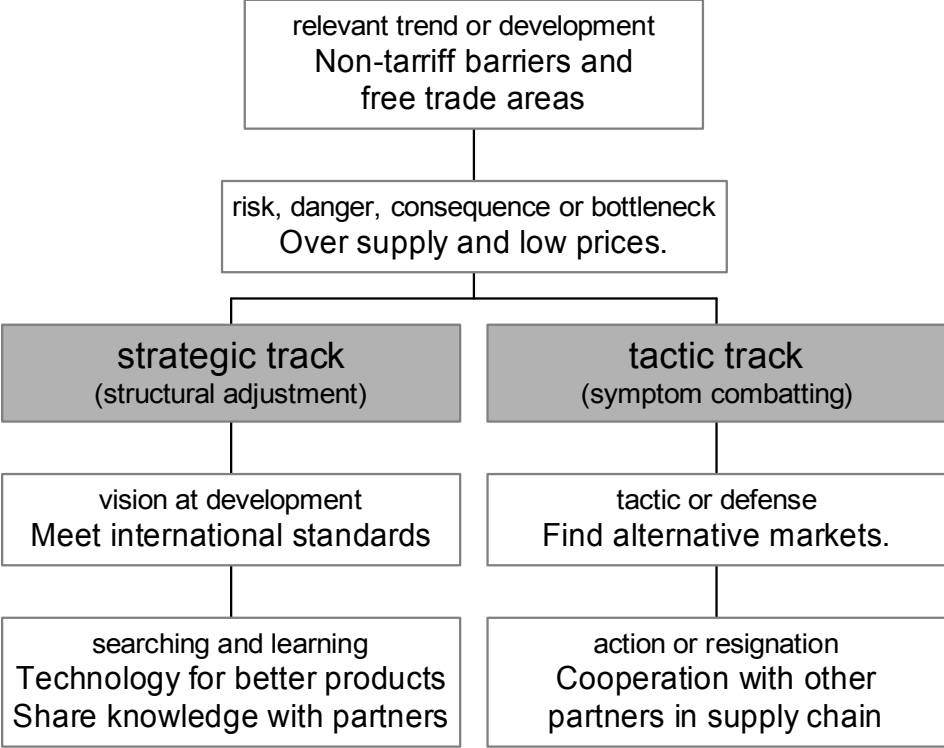 relevant trend or development
Non-tarriff barriers and
free trade areas
risk, danger, consequence or bottleneck
Over supply and low prices.
strategic track
(structural adjustment)
tactic track
(symptom combatting)
vision at development
Meet international standards
tactic or defense
Find alternative markets.
searching and learning
Technology for better products
Share knowledge with partners
action or resignation
Cooperation with other
partners in supply chain